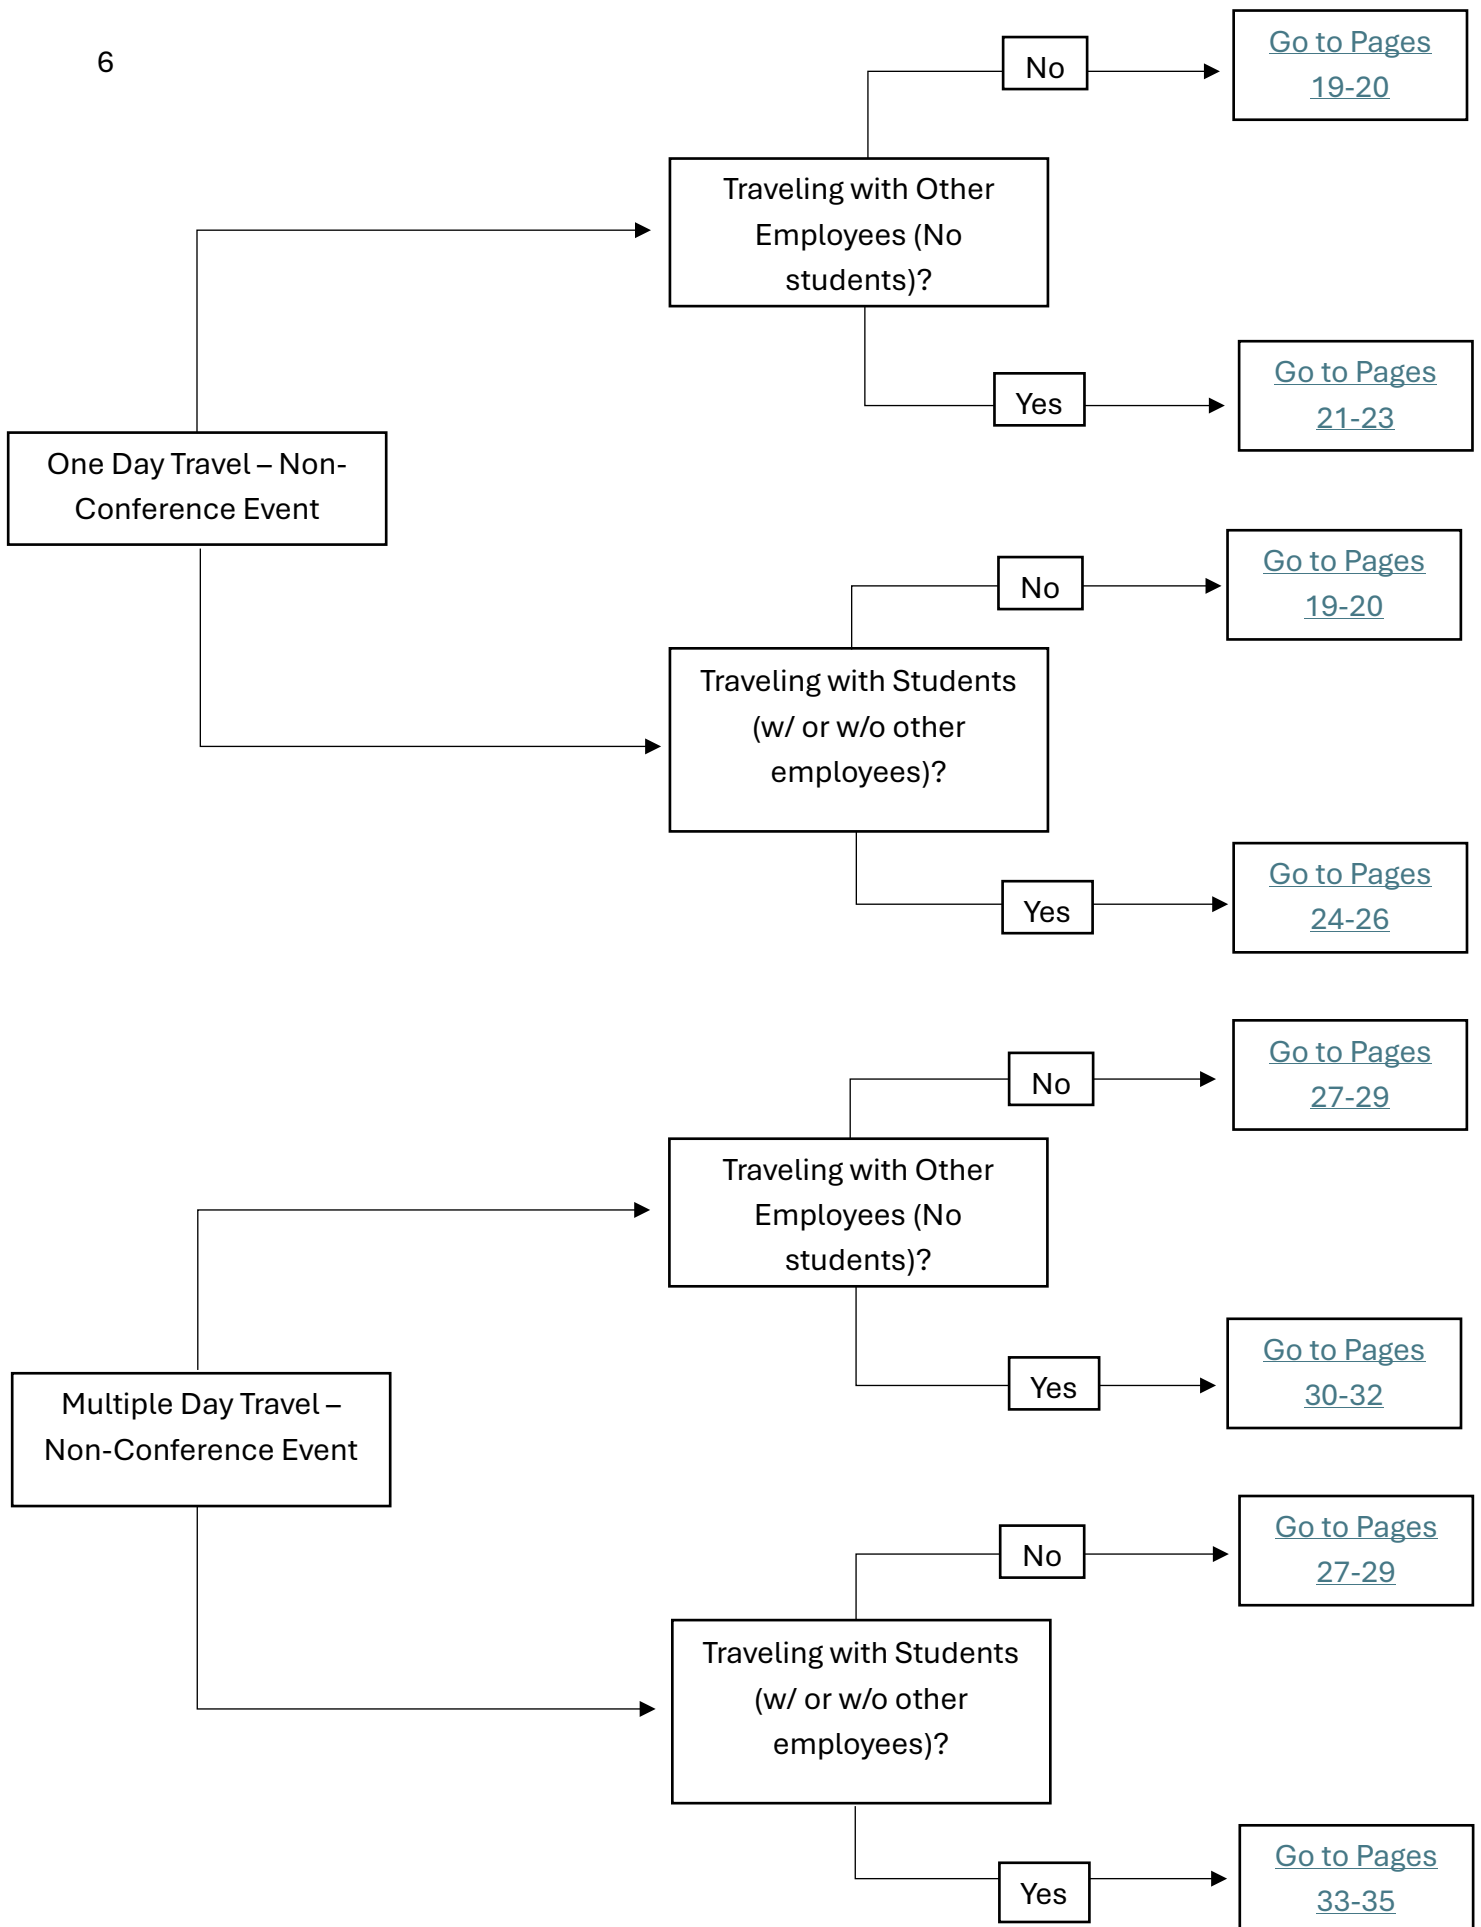 6
No
Go to Pages
19-20
Traveling with Other
Employees (No
students)?
Yes
Go to Pages
21-23
One Day Travel – Non-
Conference Event
No
Go to Pages
19-20
Traveling with Students
(w/ or w/o other
employees)?
Yes
Go to Pages
24-26
No
Go to Pages
27-29
Traveling with Other
Employees (No
students)?
Yes
Go to Pages
30-32
Multiple Day Travel –
Non-Conference Event
No
Go to Pages
27-29
Traveling with Students
(w/ or w/o other
employees)?
Yes
Go to Pages
33-35